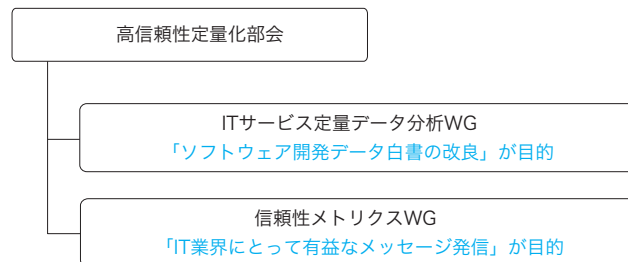 高信頼性定量化部会
ITサービス定量データ分析WG
「ソフトウェア開発データ白書の改良」が目的
信頼性メトリクスWG
「IT業界にとって有益なメッセージ発信」が目的